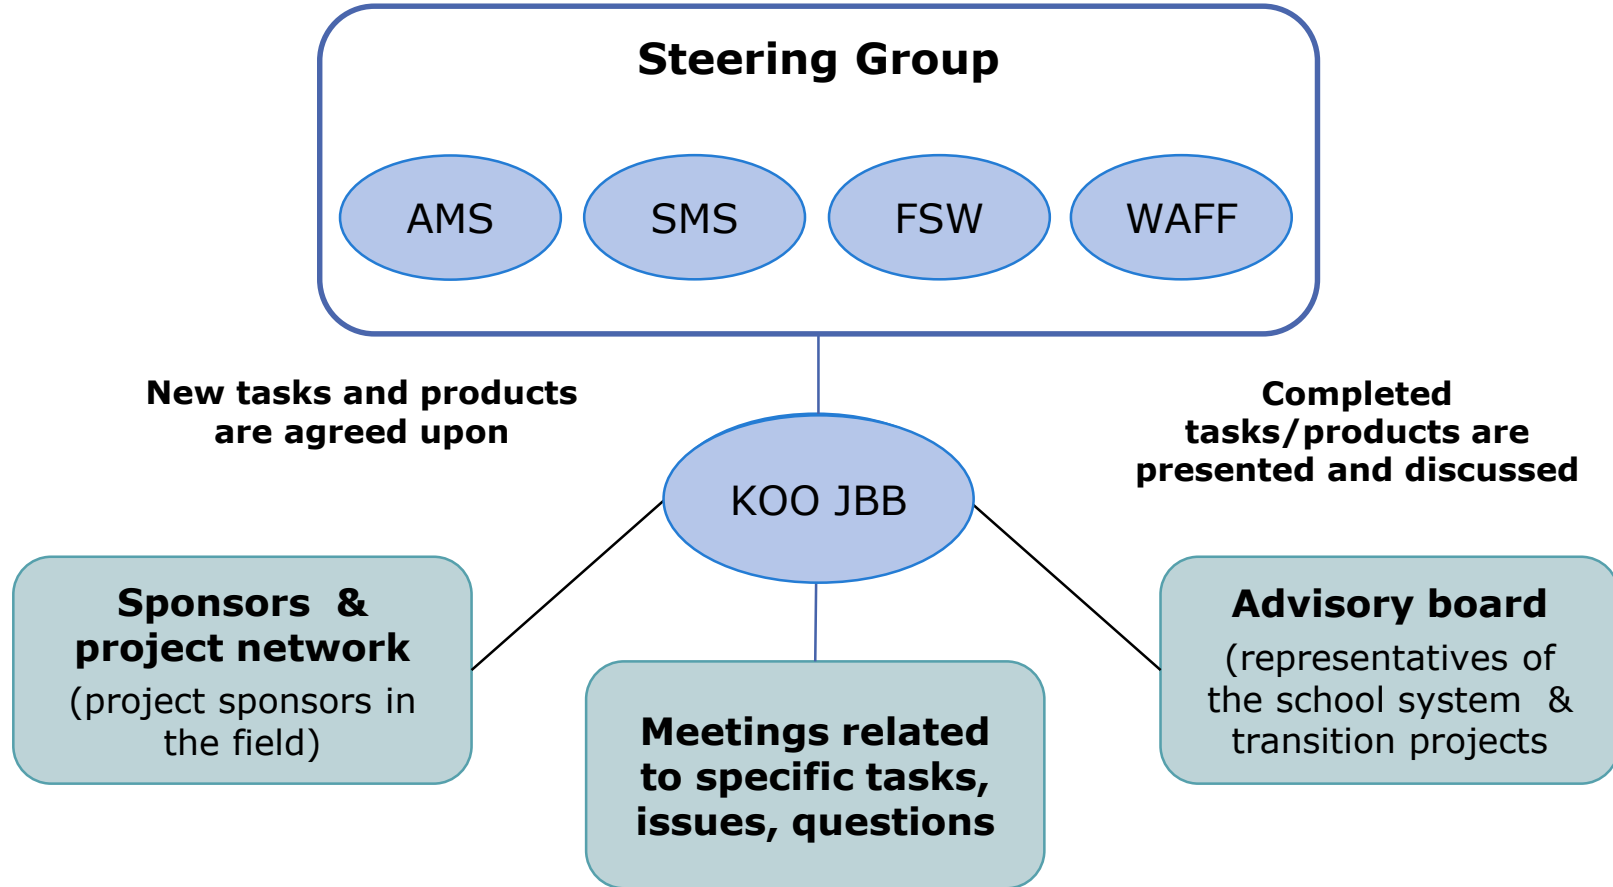 Steering Group
AMS
SMS
FSW
WAFF
New tasks and products
are agreed upon
Completed
tasks/products are
presented and discussed
KOO JBB
Sponsors &
project network
(project sponsors in
the field)
Meetings related
to specific tasks,
issues, questions
Advisory board
(representatives of
the school system &
transition projects